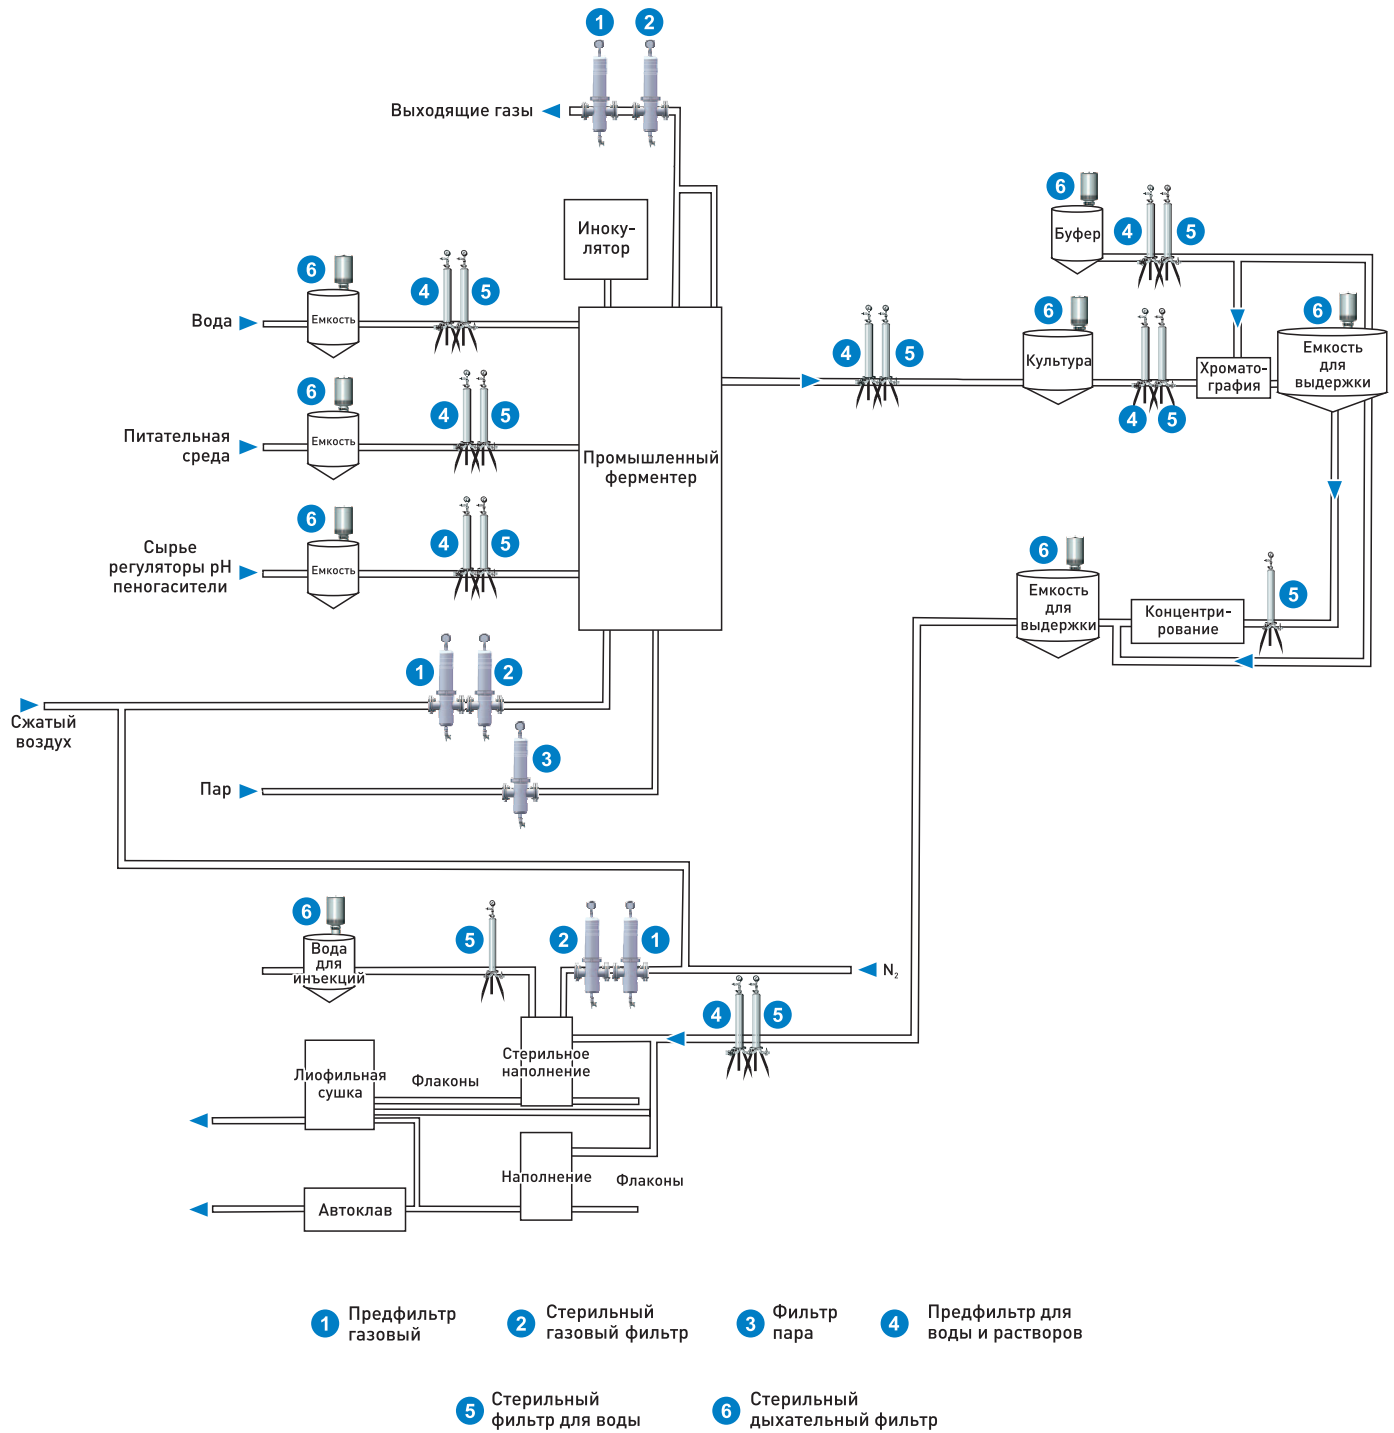 1 2
Выходящие газы
Иноку-
лятор
6
Буфер
4 5
6
Емкость
4 5
Вода
6
Культура
4 5
4 5
Хромато-
графия
6
Емкость
для
выдержки
6
Емкость
4 5
Питательная
среда
Промышленный
ферментер
6
Емкость
4 5
Сырье
регуляторы pH
пеногасители
6
Емкость
для
выдержки
Концентри-
рование
5
1 2
Сжатый
воздух
3
Пар
6
Вода
для
инъекций
5
2 1
N2
4 5
Стерильное
наполнение
Лиофильная
сушка
Флаконы
Наполнение
Флаконы
Автоклав
1 Предфильтр
газовый
2 Стерильный
газовый фильтр
3 Фильтр
пара
4 Предфильтр для
воды и растворов
5 Стерильный
фильтр для воды
6 Стерильный
дыхательный фильтр